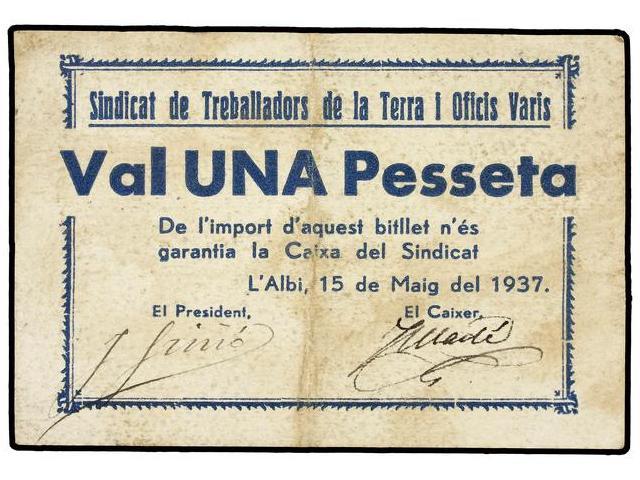 Sindicat de Treballadors de la Terra i Oficis Varis
Val UNA Pesseta
De l'import d'aquest bitllet n'és
garantia la Caixa del Sindicat
L'Albi, 15 de Maig del 1937.
El President, El Caixer,